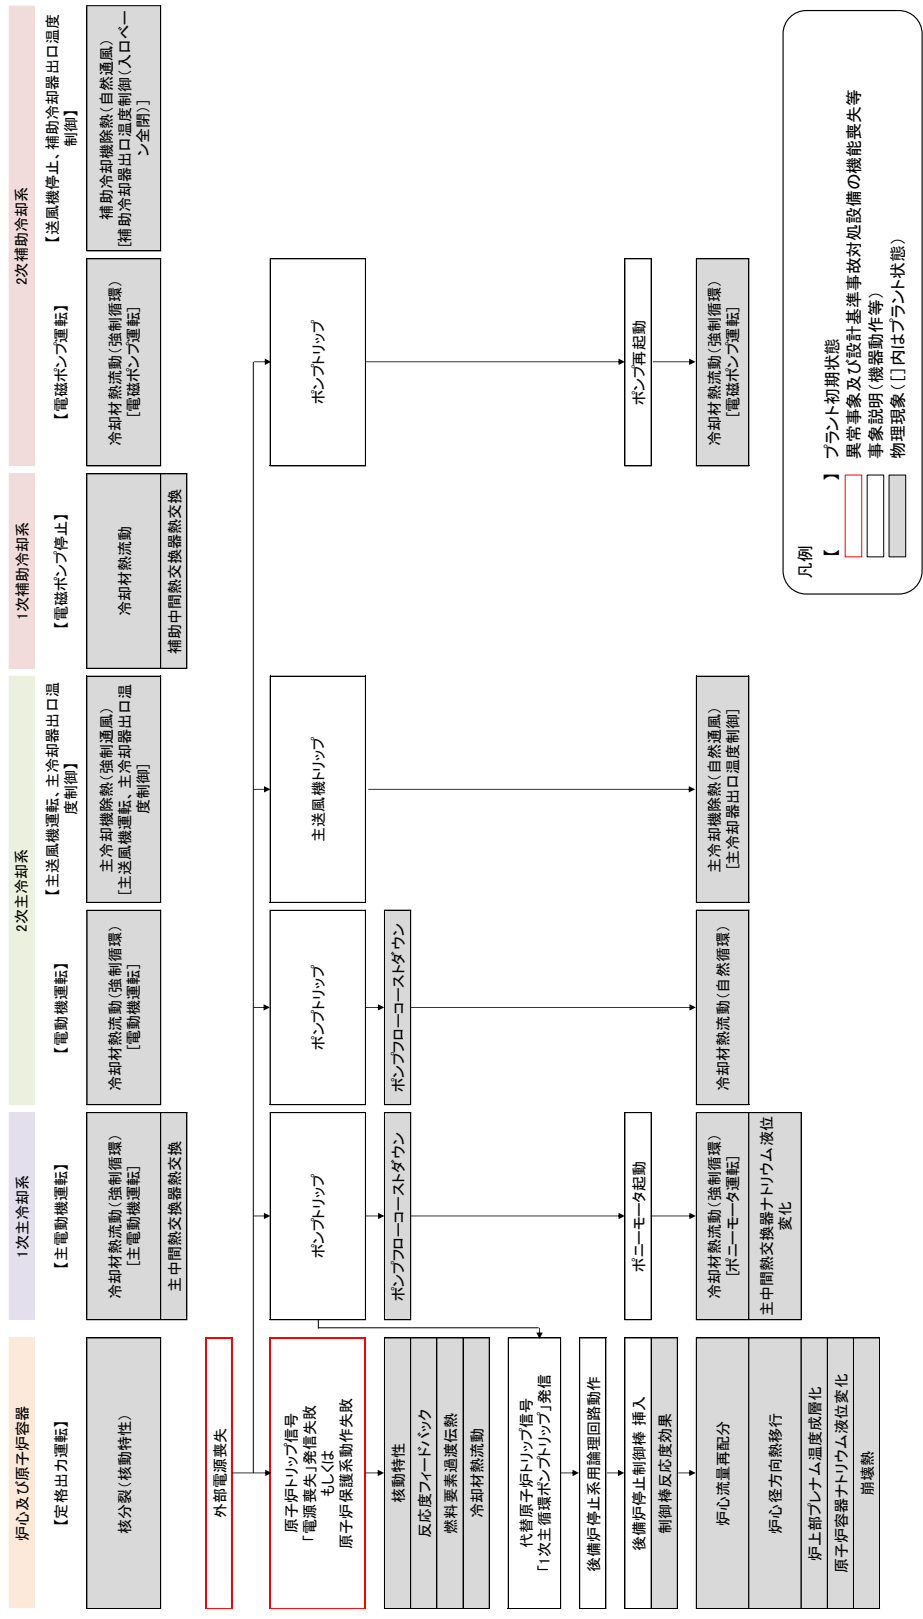 炉心及び原子炉容器
【定格出力運転】
核分裂(核動特性)
外部電源喪失
原子炉トリップ信号
「電源喪失」発信失敗
もしくは
原子炉保護系動作失敗
核動特性
反応度フィードバック
燃料要素過渡伝熱
冷却材熱流動
代替原子炉トリップ信号
「1次主循環ポンプトリップ」発信
後備炉停止系用論理回路動作
後備炉停止制御棒 挿入
制御棒反応度効果
炉心流量再配分
炉心径方向熱移行
炉上部プレナム温度成層化
原子炉容器ナトリウム液位変化
崩壊熱
1次主冷却系
【主電動機運転】
冷却材熱流動(強制循環)
[主電動機運転]
主中間熱交換器熱交換
ポンプトリップ
ポンプフローコーストダウン
ポニーモータ起動
冷却材熱流動(強制循環)
[ポニーモータ運転]
主中間熱交換器ナトリウム液位
変化
2次主冷却系
【電動機運転】
冷却材熱流動(強制循環)
[電動機運転]
ポンプトリップ
ポンプフローコーストダウン
冷却材熱流動(自然循環)
【主送風機運転、主冷却器出口温
度制御】
主冷却機除熱(強制通風)
[主送風機運転、主冷却器出口温
度制御]
主送風機トリップ
主冷却機除熱(自然通風)
[主冷却器出口温度制御]
1次補助冷却系
【電磁ポンプ停止】
冷却材熱流動
補助中間熱交換器熱交換
2次補助冷却系
【電磁ポンプ運転】
冷却材熱流動(強制循環)
[電磁ポンプ運転]
ポンプトリップ
ポンプ再起動
冷却材熱流動(強制循環)
[電磁ポンプ運転]
【送風機停止、補助冷却器出口温度
制御】
補助冷却機除熱(自然通風)
[補助冷却器出口温度制御(入口ベー
ン全閉)]
凡例
【 】 プラント初期状態
異常事象及び設計基準事故対処設備の機能喪失等
事象説明(機器動作等)
物理現象([]内はプラント状態)